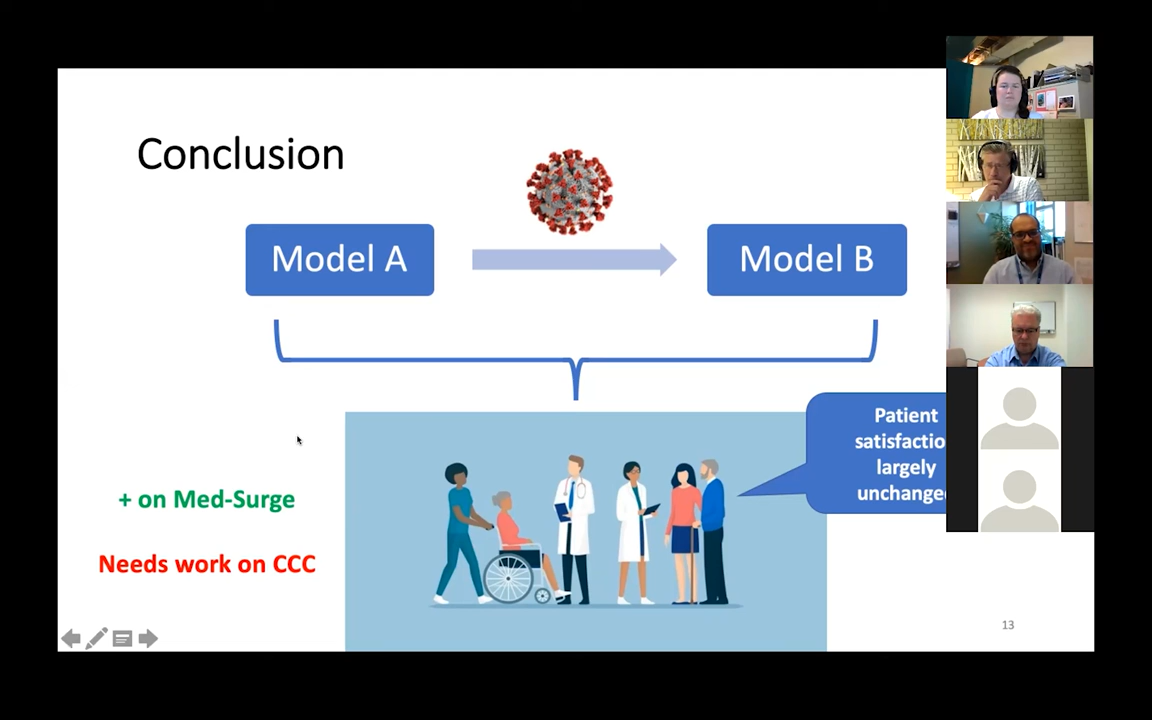 Conclusion
Model A
Model B
Patient
satisfactio
largely
unchange
+ on Med-Surge
Needs work on CCC
13